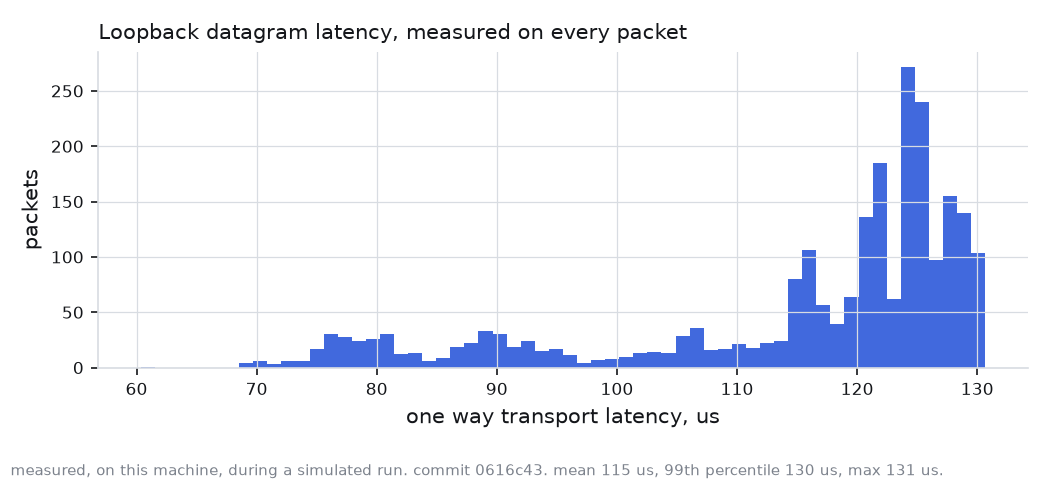 Loopback datagram latency, measured on every packet
250
200
150
100
50
0
packets
60 70 80 90 100 110 120 130
one way transport latency, us
measured, on this machine, during a simulated run. commit 0616c43. mean 115 us, 99th percentile 130 us, max 131 us.